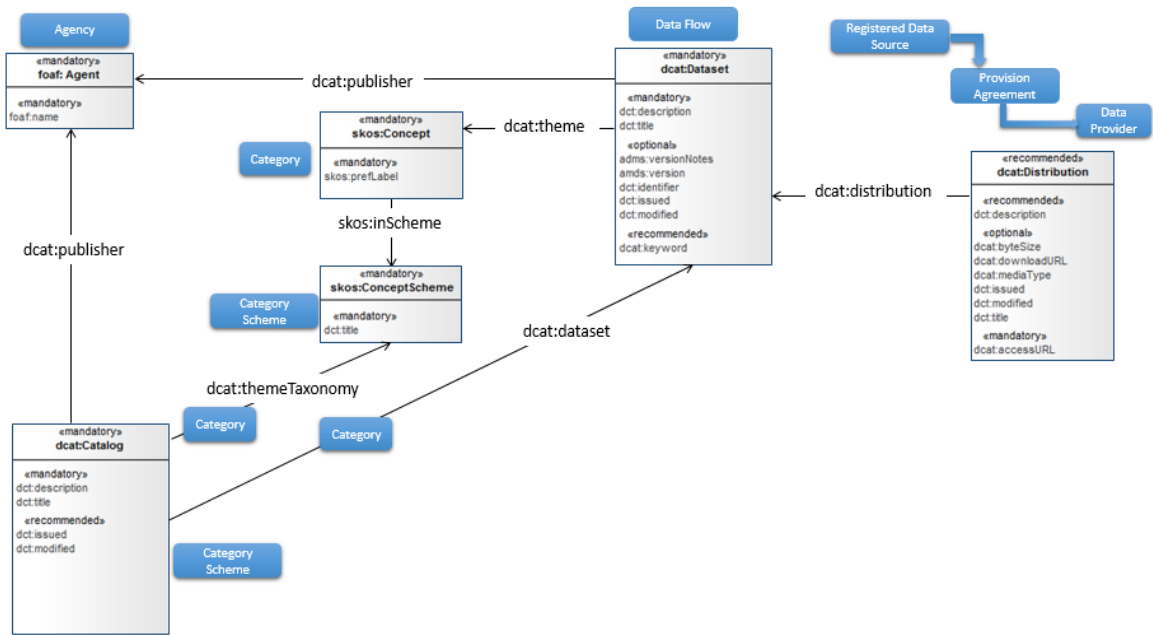 Agency
«mandatory»
foaf: Agent
«mandatory»
foaf:name
dcat:publisher
Data Flow
«mandatory»
dcat:Dataset
«mandatory»
dct:description
dct:title
«optional»
adms:versionNotes
amds:version
dct:identifier
dct:issued
dct:modified
«recommended»
dcat:keyword
Registered Data
Source
Provision
Agreement
Data
Provider
dcat:theme
«mandatory»
skos:Concept
«mandatory»
skos:prefLabel
Category
skos:inScheme
dcat:distribution
«recommended»
dcat:Distribution
«recommended»
dct:description
«optional»
dcat:byteSize
dcat:downloadURL
dcat:mediaType
dct:issued
dct:modified
dct:title
«mandatory»
dcat:accessURL
dcat:publisher
«mandatory»
skos:ConceptScheme
«mandatory»
dct:title
Category
Scheme
dcat:dataset
dcat:themeTaxonomy
Category
Category
«mandatory»
dcat:Catalog
«mandatory»
dct:description
dct:title
«recommended»
dct:issued
dct:modified
Category
Scheme